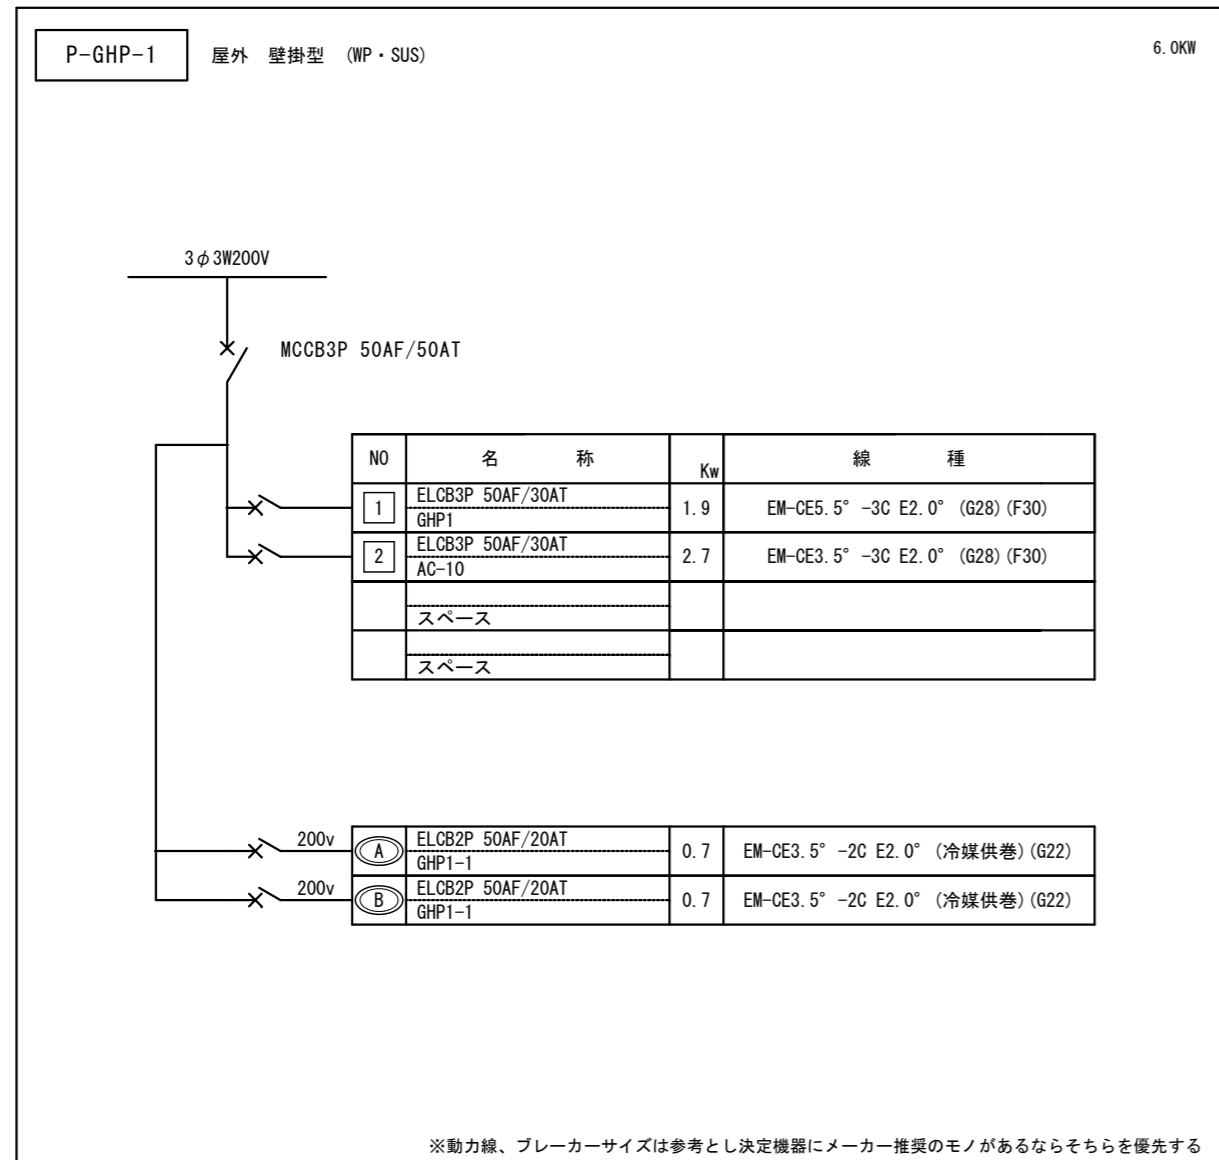 P-GHP-1 屋外 壁掛型 (WP・SUS) 6.0KW
3φ3W200V
MCCB3P 50AF/50AT
NO 名 称 Kw 線 種
1 ELCB3P 50AF/30AT
GHP1 1.9 EM-CE5.5°-3C E2.0° (G28)(F30)
2 ELCB3P 50AF/30AT
AC-10 2.7 EM-CE3.5°-3C E2.0° (G28)(F30)
スペース
スペース
200v A ELCB2P 50AF/20AT
GHP1-1 0.7 EM-CE3.5°-2C E2.0° (冷媒供巻)(G22)
200v B ELCB2P 50AF/20AT
GHP1-1 0.7 EM-CE3.5°-2C E2.0° (冷媒供巻)(G22)
※動力線、ブレーカーサイズは参考とし決定機器にメーカー推奨のモノがあるならそちらを優先する